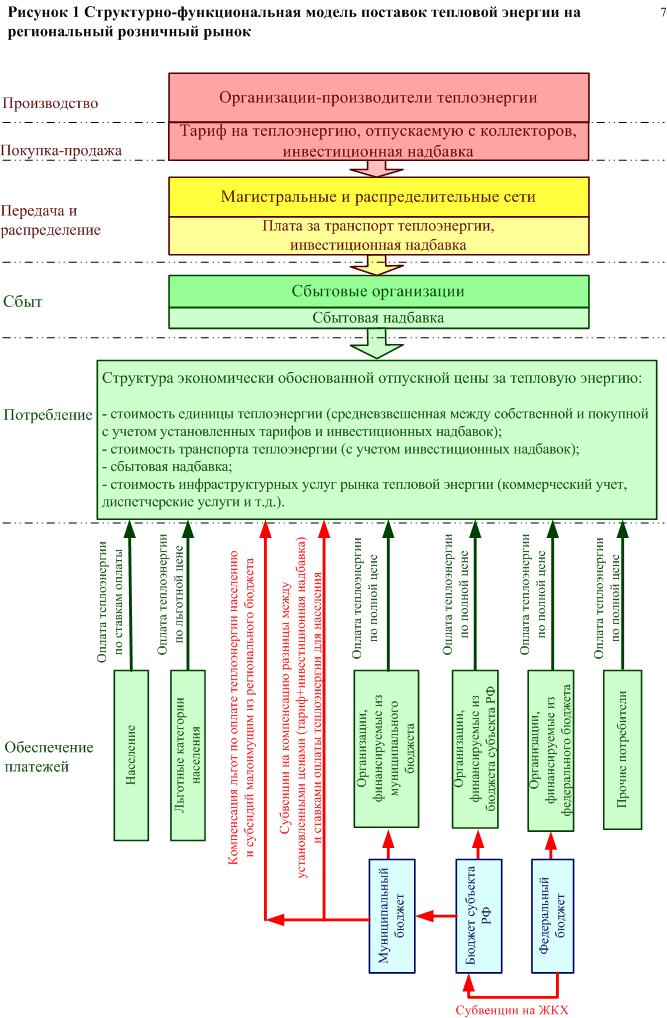 Рисунок 1 Структурно-функциональная модель поставок тепловой энергии на
региональный розничный рынок
7
Производство
Организации-производители теплоэнергии
Покупка-продажа
Тариф на теплоэнергию, отпускаемую с коллекторов,
инвестиционная надбавка
Передача и
распределение
Магистральные и распределительные сети
Плата за транспорт теплоэнергии,
инвестиционная надбавка
Сбыт
Сбытовые организации
Сбытовая надбавка
Потребление
Структура экономически обоснованной отпускной цены за тепловую энергию:
- стоимость единицы теплоэнергии (средневзвешенная между собственной и покупной
с учетом установленных тарифов и инвестиционных надбавок);
- стоимость транспорта теплоэнергии (с учетом инвестиционных надбавок);
- сбытовая надбавка;
- стоимость инфраструктурных услуг рынка тепловой энергии (коммерческий учет,
диспетчерские услуги и т.д.).
Оплата теплоэнергии
по ставкам оплаты
Оплата теплоэнергии
по льготной цене
Компенсация льгот по оплате теплоэнергии населению
и субсидий малоимущим из регионального бюджета
Субвенции на компенсацию разницы между
установленными ценами (тариф+инвестиционная надбавка)
и ставками оплаты теплоэнергии для населения
Оплата теплоэнергии
по полной цене
Оплата теплоэнергии
по полной цене
Оплата теплоэнергии
по полной цене
Оплата теплоэнергии
по полной цене
Обеспечение
платежей
Население
Льготные категории
населения
Организации,
финансируемые из
муниципального
бюджета
Организации,
финансируемые из
бюджета субъекта РФ
Организации,
финансируемые из
федерального бюджета
Прочие потребители
Муниципальный
бюджет
Бюджет субъекта
РФ
Федеральный
бюджет
Субвенции на ЖКХ